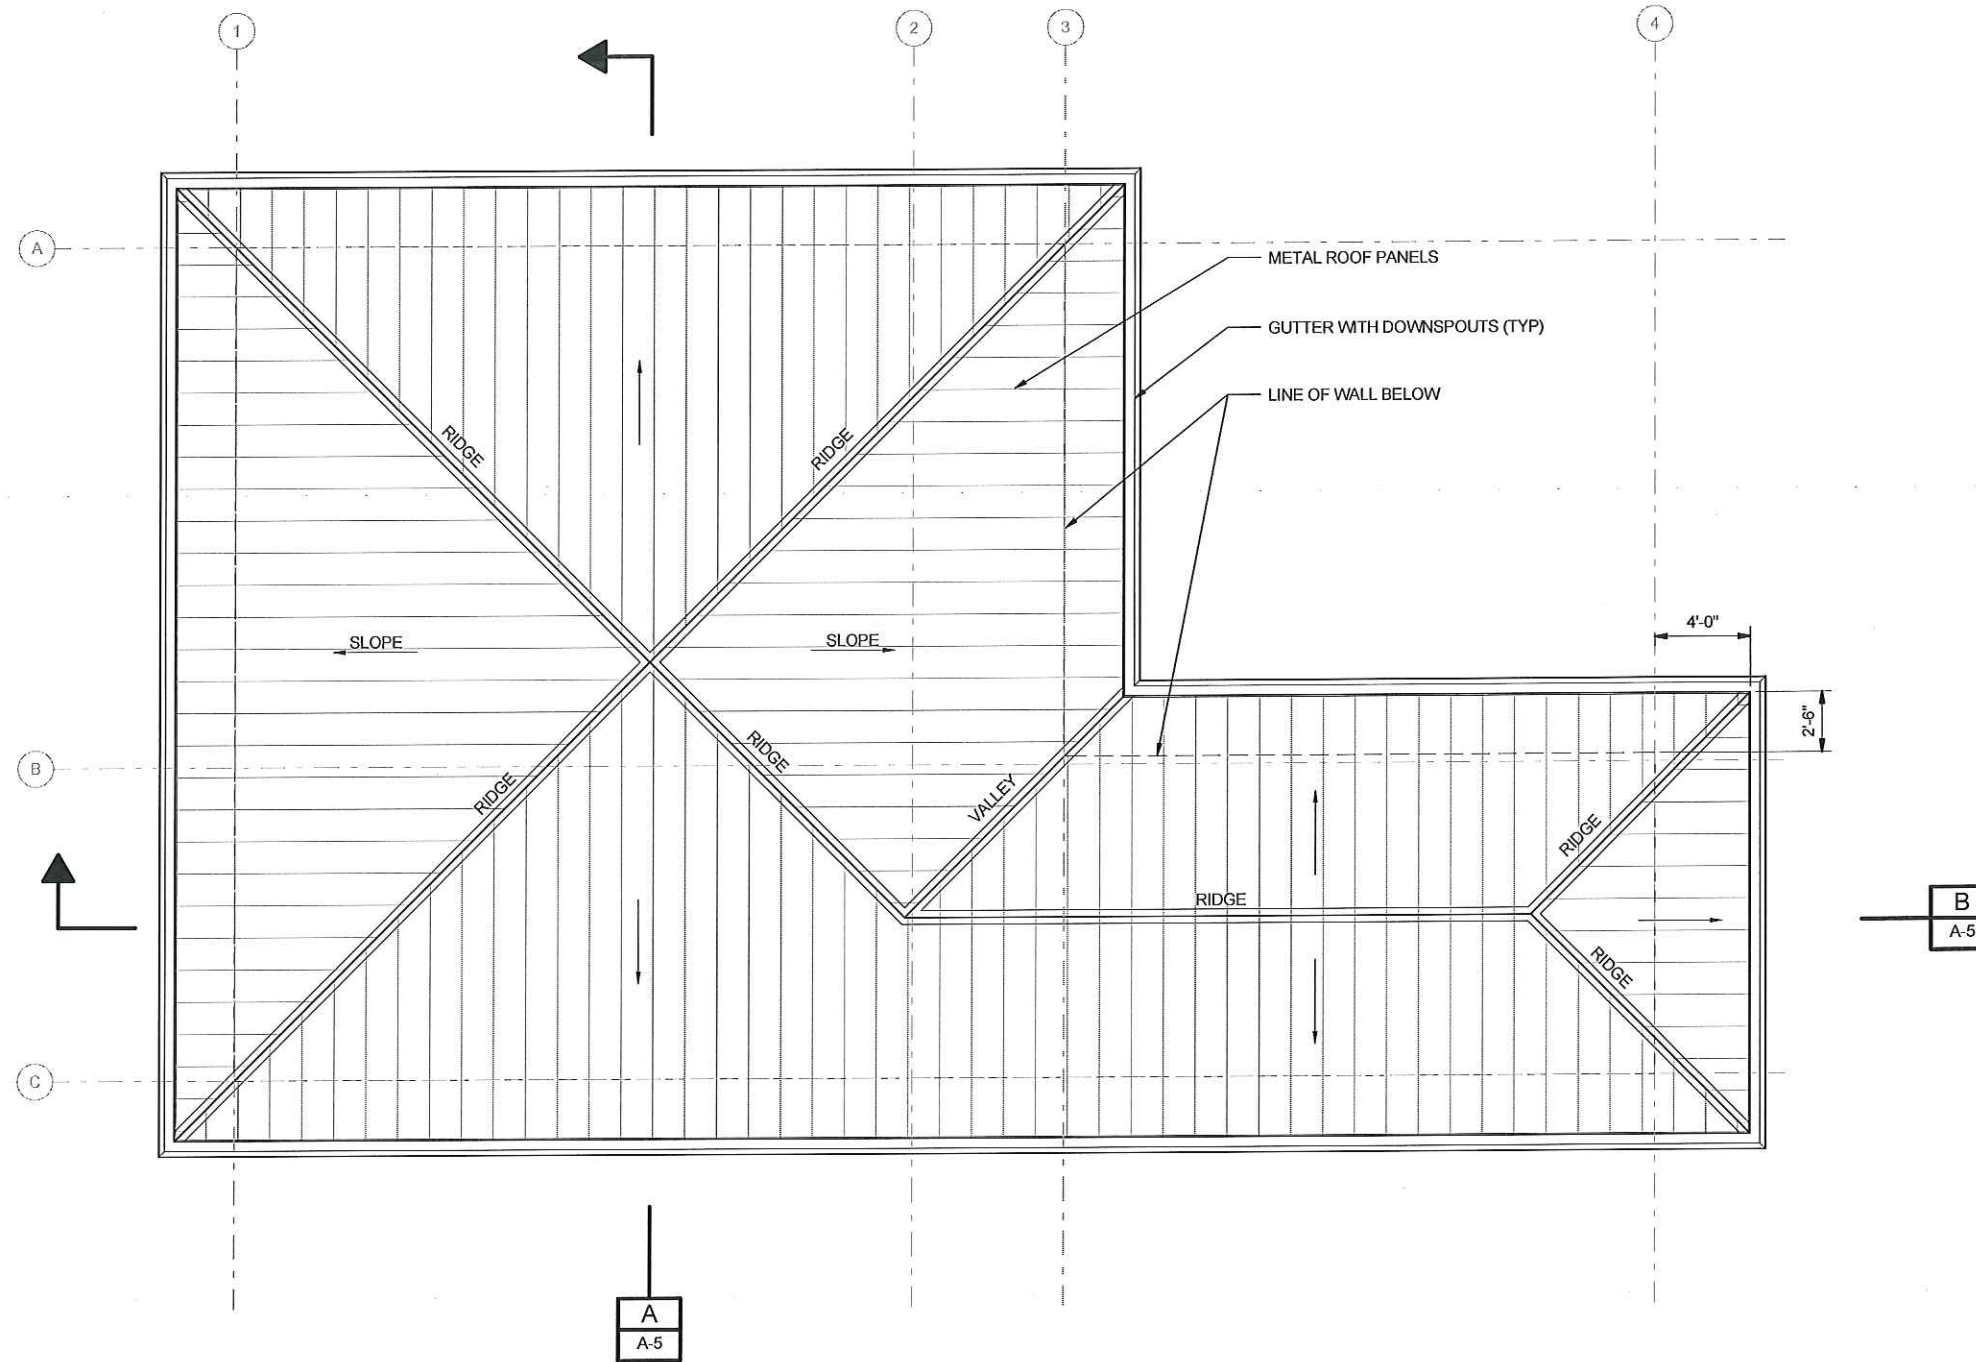 1
2
3
4
A
METAL ROOF PANELS
GUTTER WITH DOWNSPOUTS (TYP)
LINE OF WALL BELOW
RIDGE
RIDGE
4'-0"
SLOPE
SLOPE
2'-6"
RIDGE
B
RIDGE
VALLEY
RIDGE
RIDGE
B
A-5
RIDGE
C
A
A-5